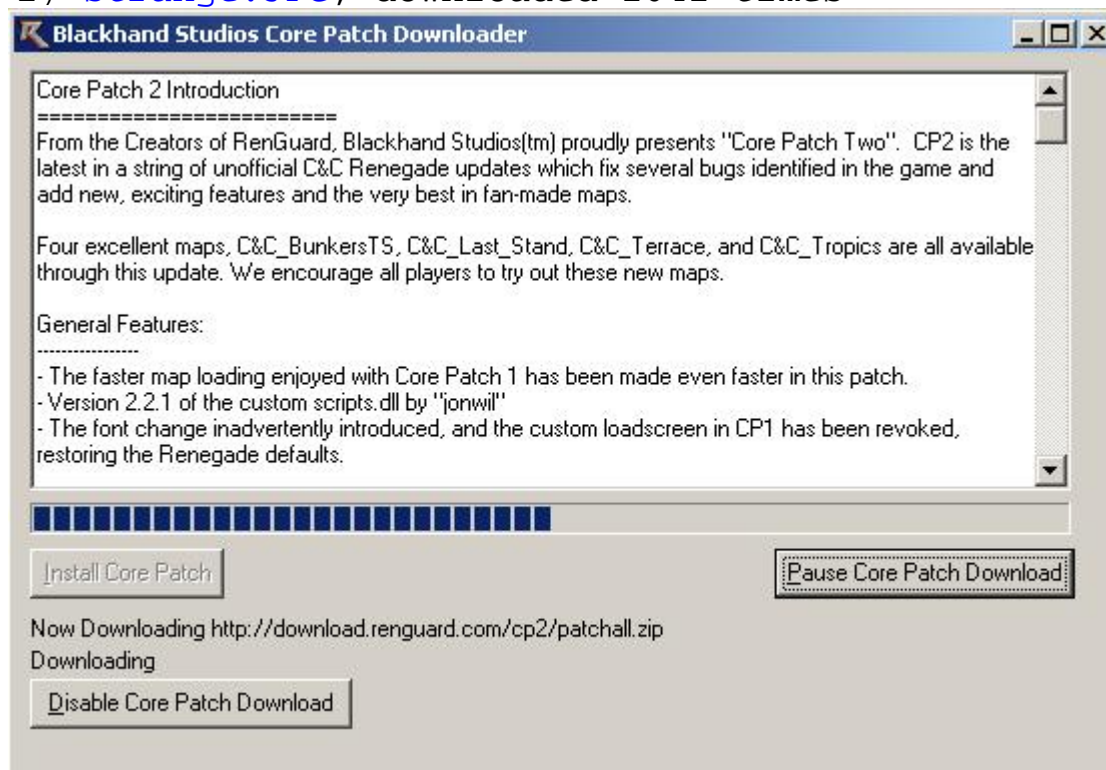 Blackhand Studios Core Patch Downloader
Core Patch 2 Introduction
=========================
From the Creators of RenGuard, Blackhand Studios(tm) proudly presents "Core Patch Two".  CP2 is the
latest in a string of unofficial C&C Renegade updates which fix several bugs identified in the game and
add new, exciting features and the very best in fan-made maps.
Four excellent maps, C&C_BunkersTS, C&C_Last_Stand, C&C_Terrace, and C&C_Tropics are all available
through this update. We encourage all players to try out these new maps.
General Features:
-----------------
- The faster map loading enjoyed with Core Patch 1 has been made even faster in this patch.
- Version 2.2.1 of the custom scripts.dll by "jonwil"
- The font change inadvertently introduced, and the custom loadscreen in CP1 has been revoked,
restoring the Renegade defaults.
Install Core Patch
Pause Core Patch Download
Now Downloading http://download.renguard.com/cp2/patchall.zip
Downloading
Disable Core Patch Download